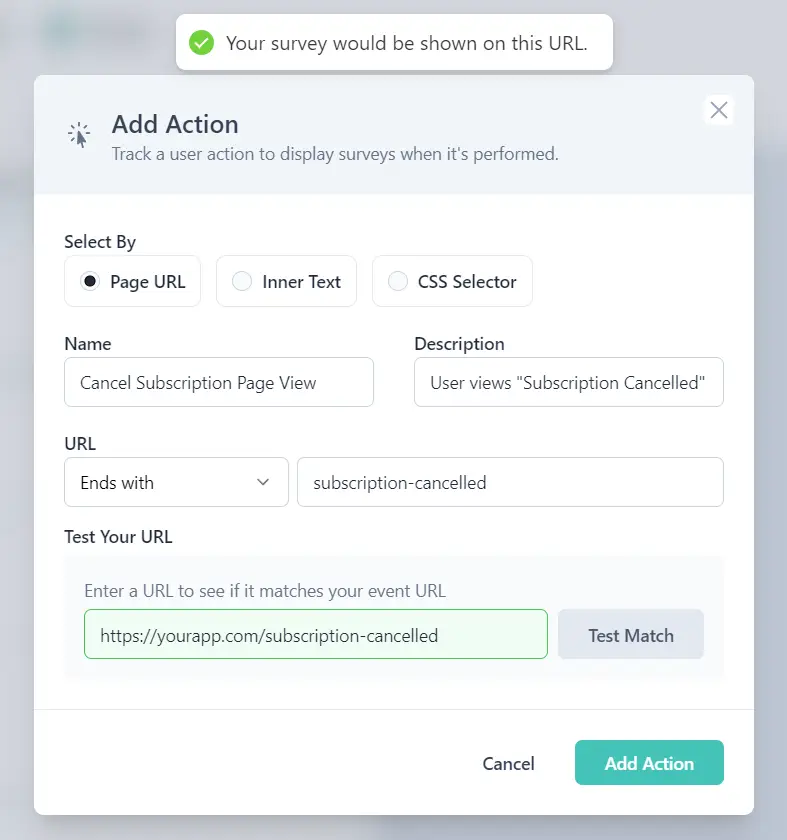 Your survey would be shown on this URL.
Add Action
Track a user action to display surveys when it's performed.
Select By
Page URL
Inner Text
CSS Selector
Name
Description
Cancel Subscription Page View
User views "Subscription Cancelled"
URL
Ends with
subscription-cancelled
Test Your URL
Enter a URL to see if it matches your event URL
https://yourapp.com/subscription-cancelled
Test Match
Cancel
Add Action